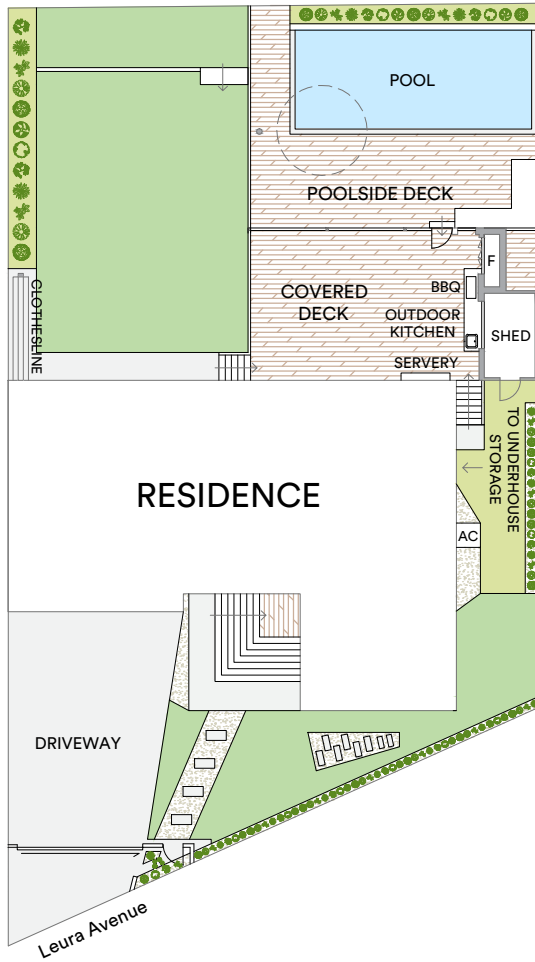 POOL
POOLSIDE DECK
F
BBQ
COVERED
DECK
OUTDOOR
KITCHEN
SHED
CLOTHESLINE
SERVERY
TO UNDERHOUSE
STORAGE
RESIDENCE
AC
DRIVEWAY
Leura Avenue